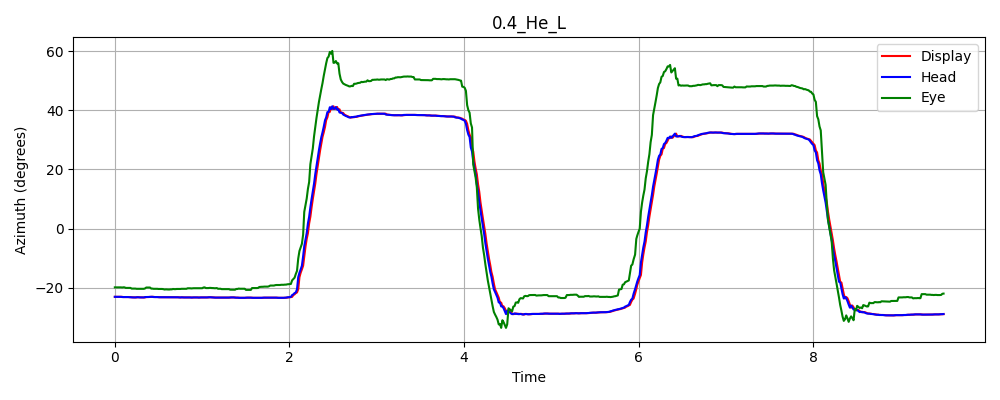 0.4_He_L
Azimuth (degrees)
60
40
20
0
−20
0 2 4 6 8
Time
Display
Head
Eye